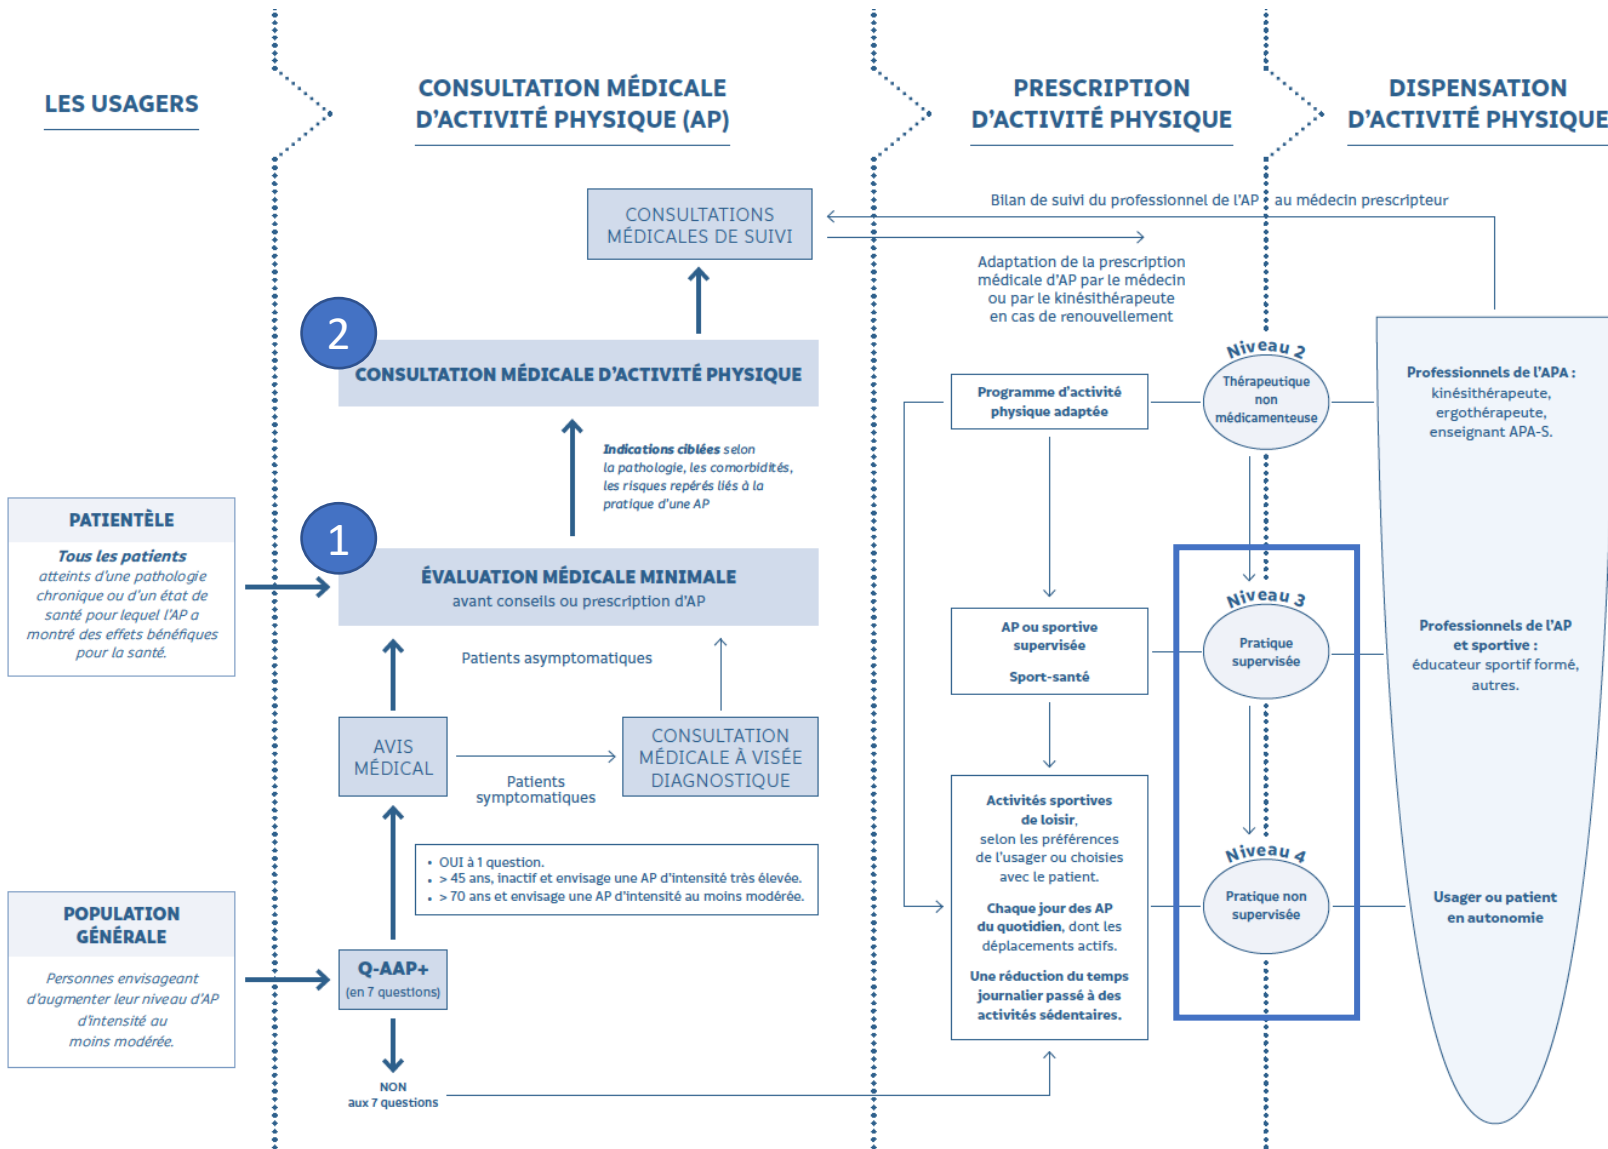 LES USAGERS
CONSULTATION MÉDICALE
D'ACTIVITÉ PHYSIQUE (AP)
PRESCRIPTION
D'ACTIVITÉ PHYSIQUE
DISPENSATION
D'ACTIVITÉ PHYSIQUE
CONSULTATIONS
MÉDICALES DE SUIVI
Bilan de suivi du professionnel de l'AP au médecin prescripteur
Adaptation de la prescription
médicale d'AP par le médecin
ou par le kinésithérapeute
en cas de renouvellement
2
CONSULTATION MÉDICALE D'ACTIVITÉ PHYSIQUE
Indications ciblées selon
la pathologie, les comorbidités,
les risques repérés liés à la
pratique d'une AP
PATIENTÈLE
Tous les patients
atteints d'une pathologie
chronique ou d'un état de
santé pour lequel l'AP a
montré des effets bénéfiques
pour la santé.
1
ÉVALUATION MÉDICALE MINIMALE
avant conseils ou prescription d'AP
Patients asymptomatiques
AVIS
MÉDICAL
Patients
symptomatiques
CONSULTATION
MÉDICALE À VISÉE
DIAGNOSTIQUE
• OUI à 1 question.
• > 45 ans, inactif et envisage une AP d'intensité très élevée.
• > 70 ans et envisage une AP d'intensité au moins modérée.
POPULATION
GÉNÉRALE
Personnes envisageant
d'augmenter leur niveau d'AP
d'intensité au
moins modérée.
Q-AAP+
(en 7 questions)
NON
aux 7 questions
Programme d'activité
physique adaptée
Niveau 2
Thérapeutique
non
médicamenteuse
Professionnels de l'APA :
kinésithérapeute,
ergothérapeute,
enseignant APA-S.
AP ou sportive
supervisée
Sport-santé
Niveau 3
Pratique
supervisée
Professionnels de l'AP
et sportive :
éducateur sportif formé,
autres.
Activités sportives
de loisir,
selon les préférences
de l'usager ou choisies
avec le patient.
Chaque jour des AP
du quotidien, dont les
déplacements actifs.
Une réduction du temps
journalier passé à des
activités sédentaires.
Niveau 4
Pratique non
supervisée
Usager ou patient
en autonomie